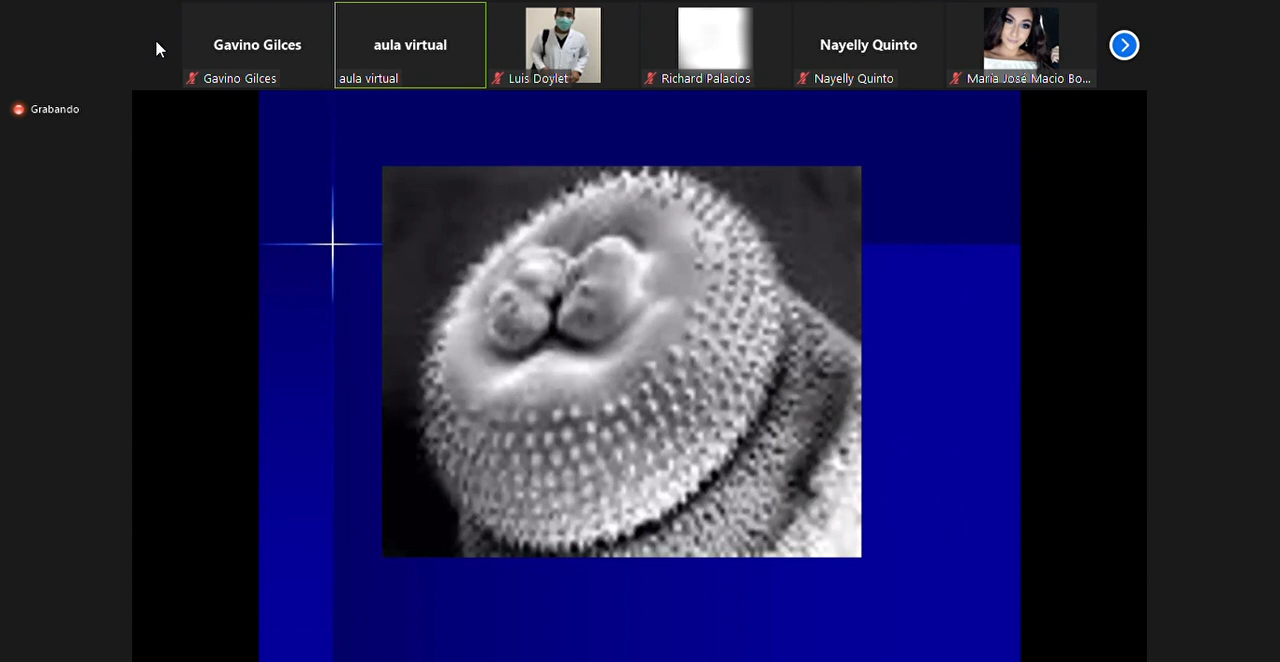 Gavino Gilces
aula virtual
Nayelly Quinto
Gavino Gilces
aula virtual
Luis Doylet
Richard Palacios
Nayelly Quinto
María José Macio Bo...
Grabando